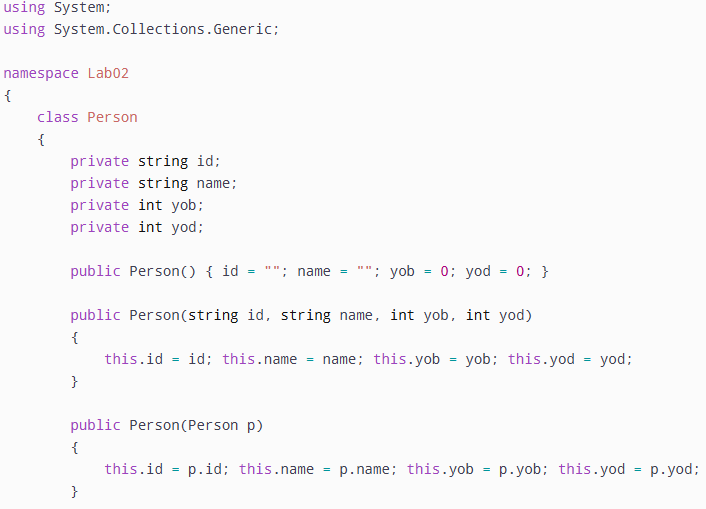 using System;
using System.Collections.Generic;
namespace Lab02
{
class Person
{
private string id;
private string name;
private int yob;
private int yod;
public Person() { id = ""; name = ""; yob = 0; yod = 0; }
public Person(string id, string name, int yob, int yod)
{
this.id = id; this.name = name; this.yob = yob; this.yod = yod;
}
public Person(Person p)
{
this.id = p.id; this.name = p.name; this.yob = p.yob; this.yod = p.yod;
}